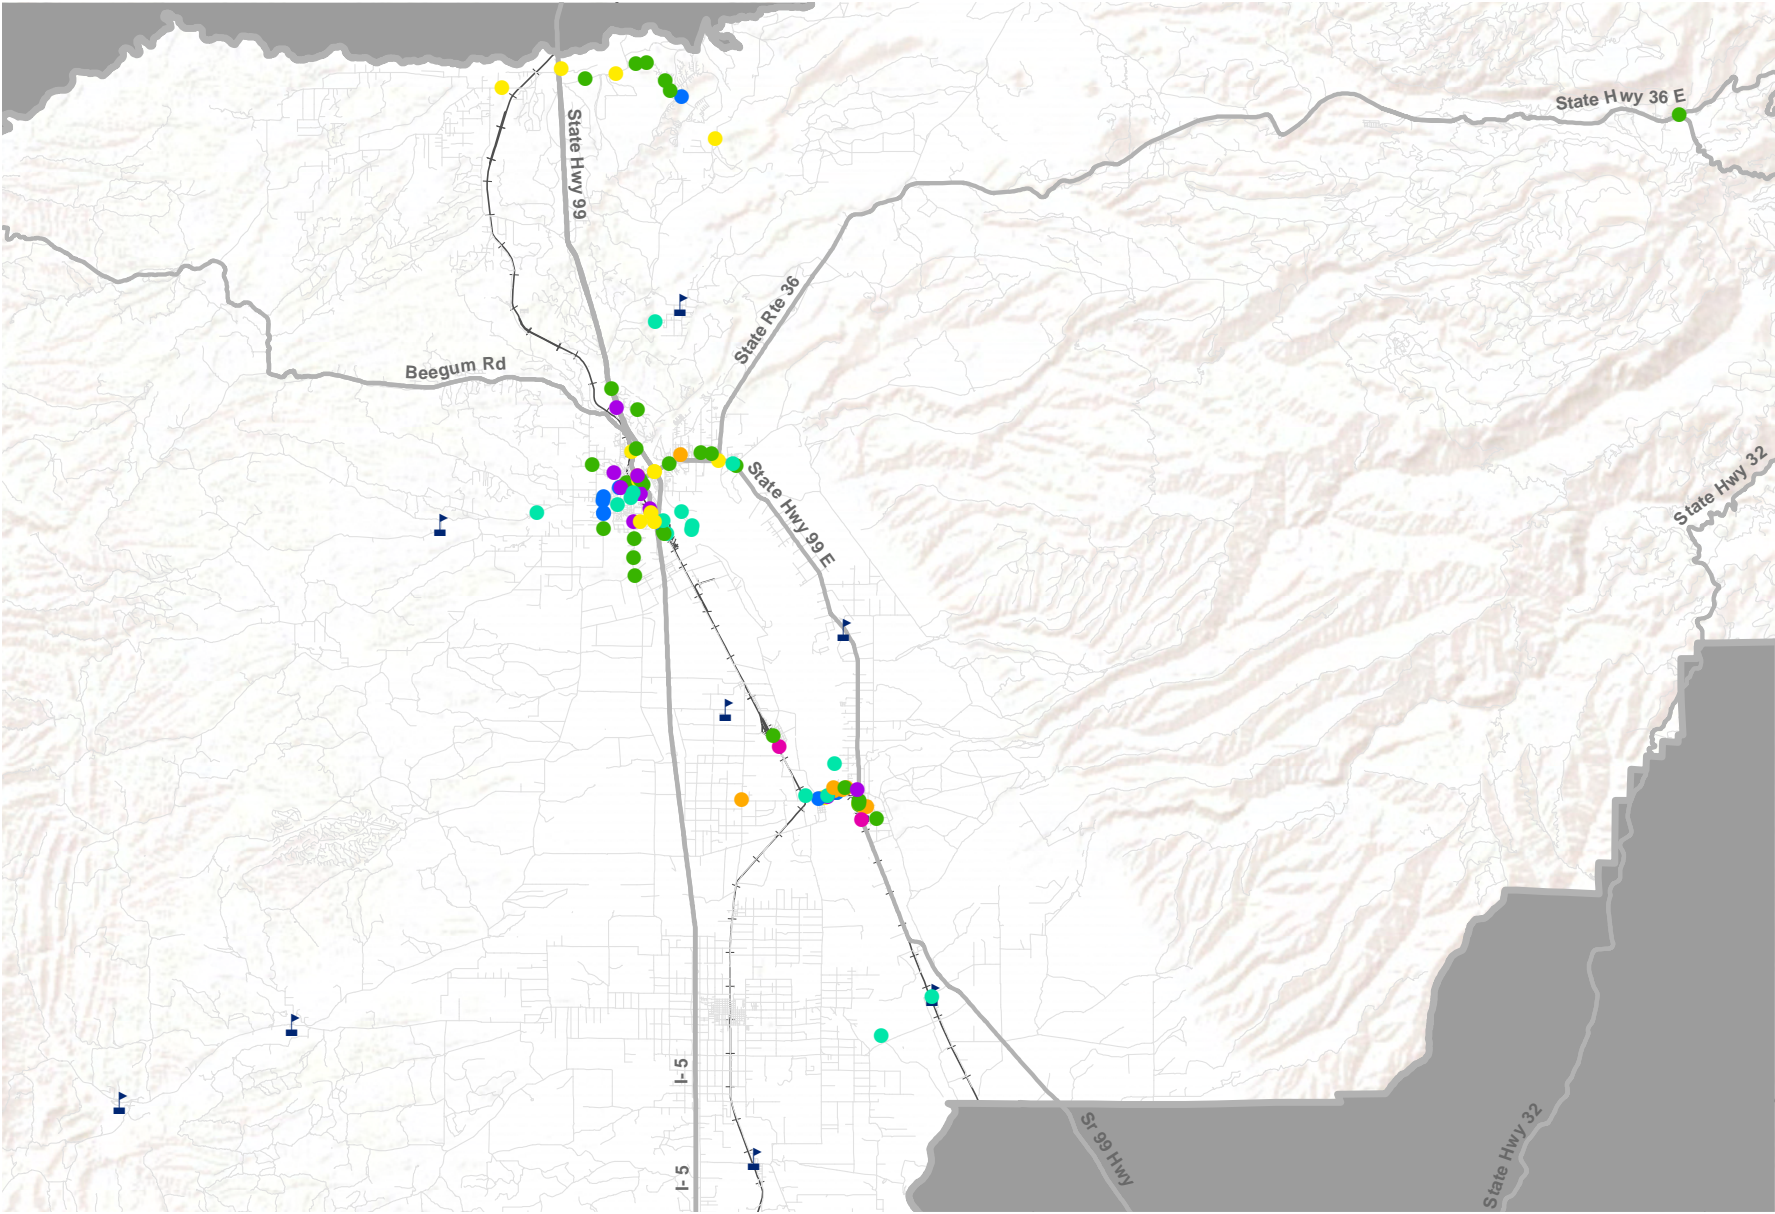 State Hwy 36 E
State Hwy 99
State Rte 36
Beegum Rd
State Hwy 99 E
State Hwy 32
I-5
Sr 99 Hwy
State Hwy 32
I-5